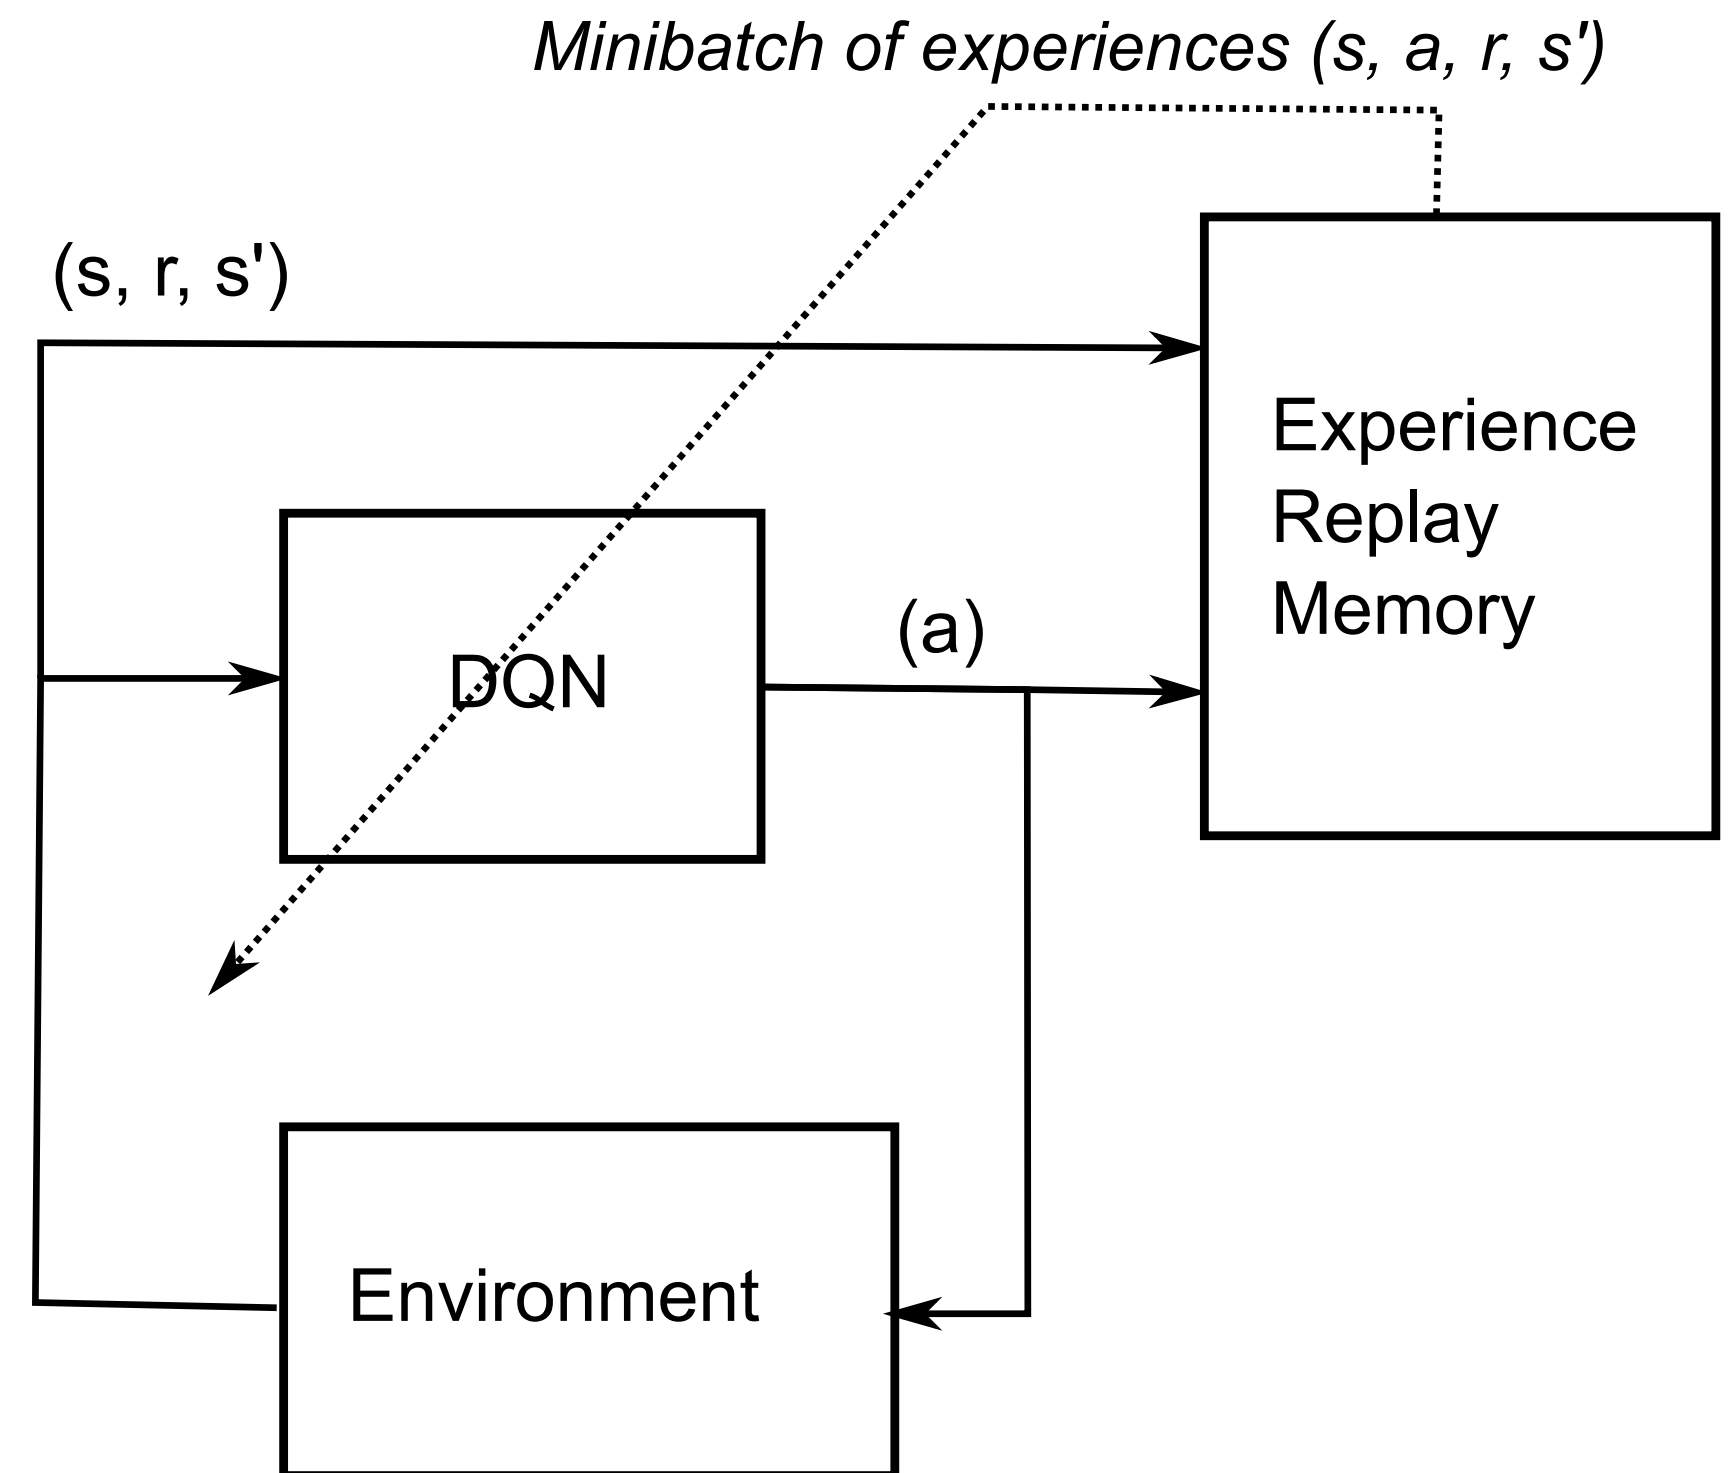 Minibatch of experiences (s, a, r, s')
(s, r, s')
Experience
Replay
Memory
(a)
DQN
Environment